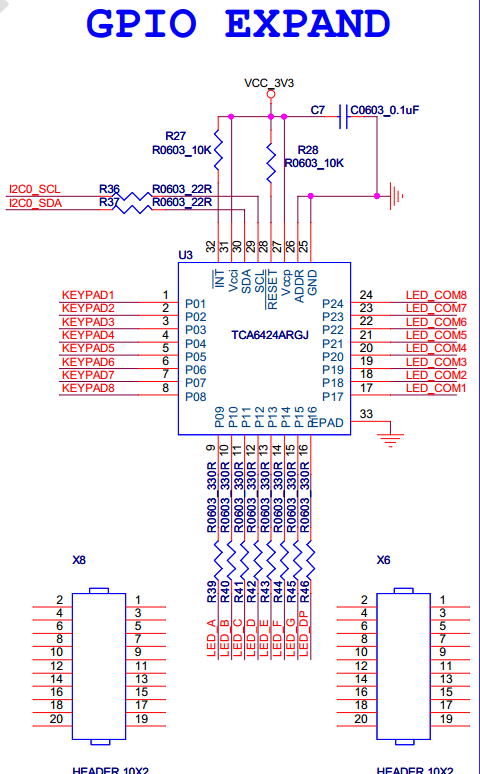 GPIO EXPAND
VCC_3V3
C7 C0603_0.1uF
R27
R0603_10K
R28
R0603_10K
I2C0_SCL R36 R0603_22R
I2C0_SDA R37 R0603_22R
32 31 30 29 28 27 26 25
U3
INT Vcci SDA SCL RESET Vccp ADDR GND
KEYPAD1 1 P01 P24 24 LED_COM8
KEYPAD2 2 P02 P23 23 LED_COM7
KEYPAD3 3 P03 P22 22 LED_COM6
KEYPAD4 4 P04 P21 21 LED_COM5
KEYPAD5 5 P05 P20 20 LED_COM4
KEYPAD6 6 P06 P19 19 LED_COM3
KEYPAD7 7 P07 P18 18 LED_COM2
KEYPAD8 8 P08 P17 17 LED_COM1
TCA6424ARGJ
EPAD 33
P09 P10 P11 P12 P13 P14 P15 P16
9 10 11 12 13 14 15 16
R0603_330R R0603_330R R0603_330R R0603_330R R0603_330R R0603_330R R0603_330R R0603_330R
R39 R40 R41 R42 R43 R44 R45 R46
LED_A LED_B LED_C LED_D LED_E LED_F LED_G LED_DP
X8
2 1
4 3
6 5
8 7
10 9
12 11
14 13
16 15
18 17
20 19
HEADER 10X2
X6
2 1
4 3
6 5
8 7
10 9
12 11
14 13
16 15
18 17
20 19
HEADER 10X2